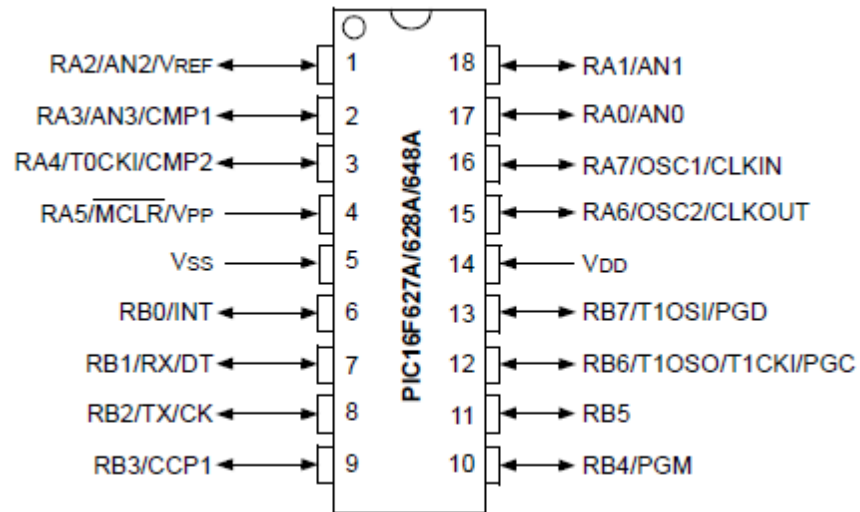 RA2/AN2/VREF 1 18 RA1/AN1
RA3/AN3/CMP1 2 17 RA0/AN0
RA4/T0CKI/CMP2 3 16 RA7/OSC1/CLKIN
RA5/MCLR/VPP 4 15 RA6/OSC2/CLKOUT
VSS 5 14 VDD
RB0/INT 6 13 RB7/T1OSI/PGD
RB1/RX/DT 7 12 RB6/T1OSO/T1CKI/PGC
RB2/TX/CK 8 11 RB5
RB3/CCP1 9 10 RB4/PGM
PIC16F627A/628A/648A